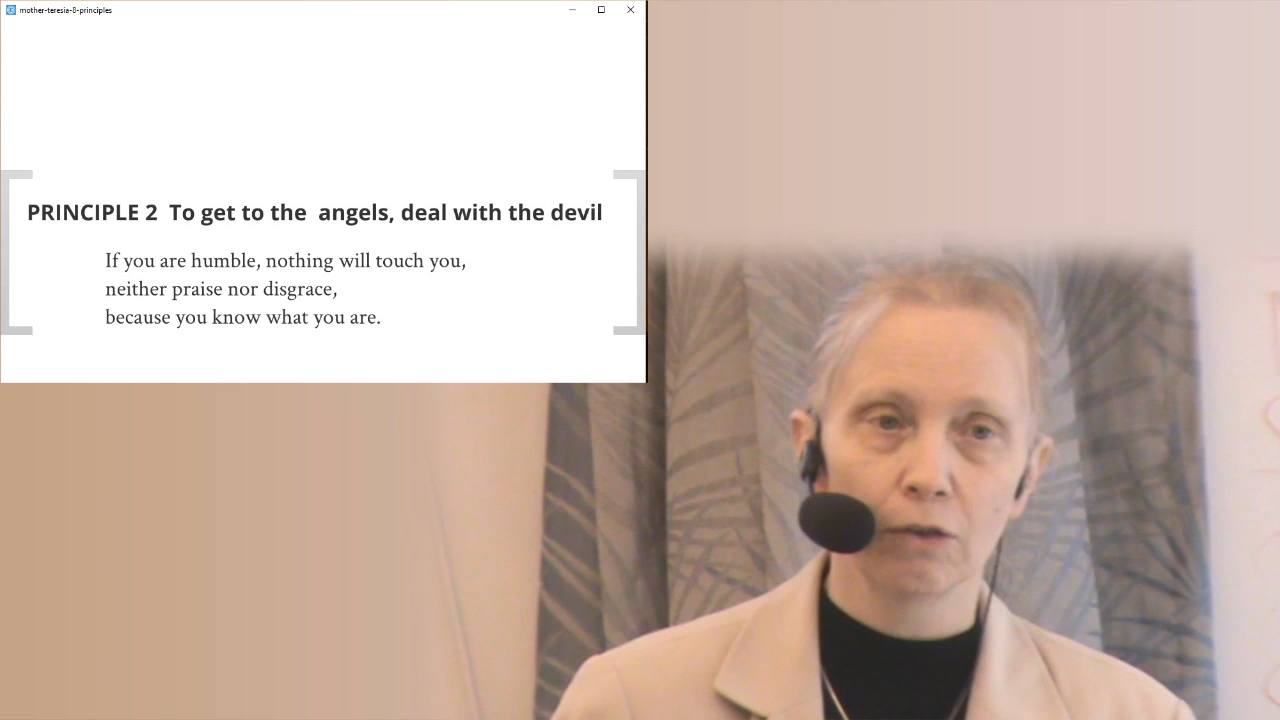 mother-teresia-8-principles
PRINCIPLE 2  To get to the  angels, deal with the devil
If you are humble, nothing will touch you,
neither praise nor disgrace,
because you know what you are.